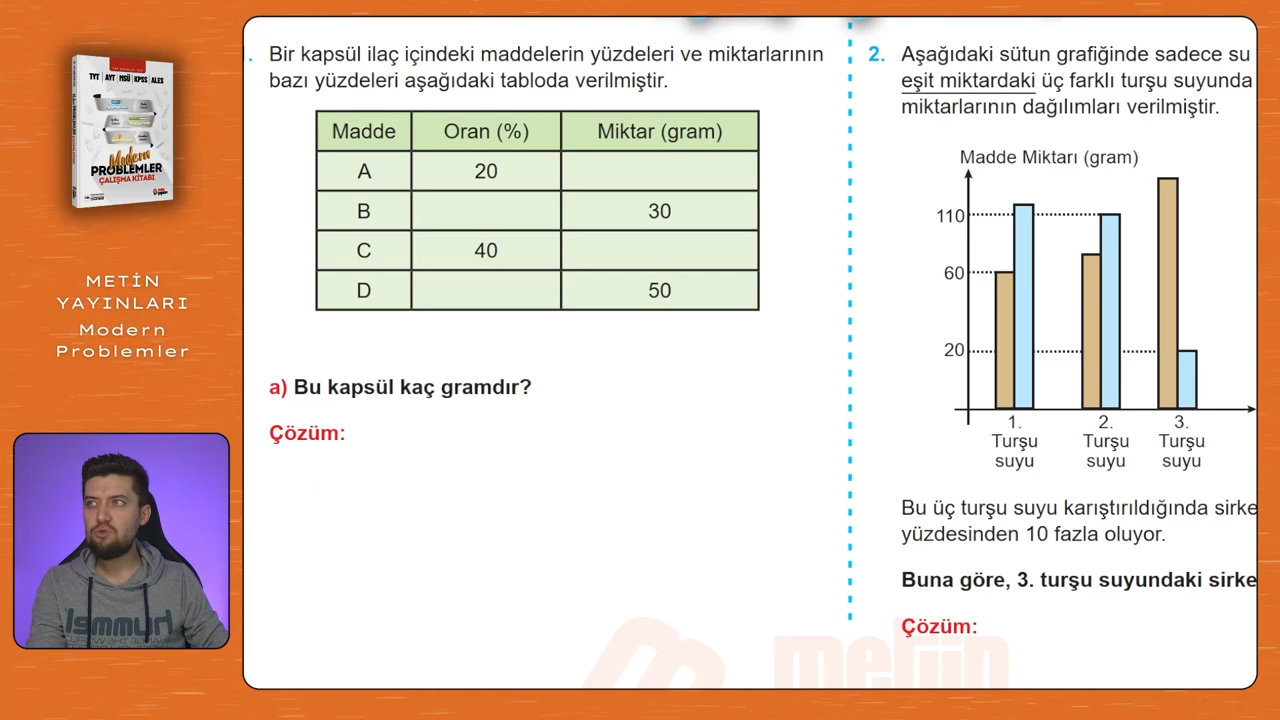 TYT | AYT | MSÜ | KPSS | ALES
Modern
PROBLEMLER
ÇALIŞMA KİTABI
METİN
YAYINLARI
Modern
Problemler
1. Bir kapsül ilaç içindeki maddelerin yüzdeleri ve miktarlarının
bazı yüzdeleri aşağıdaki tabloda verilmiştir.
Madde Oran (%) Miktar (gram)
A 20
B 30
C 40
D 50
a) Bu kapsül kaç gramdır?
Çözüm:
2. Aşağıdaki sütun grafiğinde sadece su
eşit miktardaki üç farklı turşu suyunda
miktarlarının dağılımları verilmiştir.
Madde Miktarı (gram)
110
60
20
1. Turşu suyu
2. Turşu suyu
3. Turşu suyu
Bu üç turşu suyu karıştırıldığında sirke
yüzdesinden 10 fazla oluyor.
Buna göre, 3. turşu suyundaki sirke
Çözüm:
metin